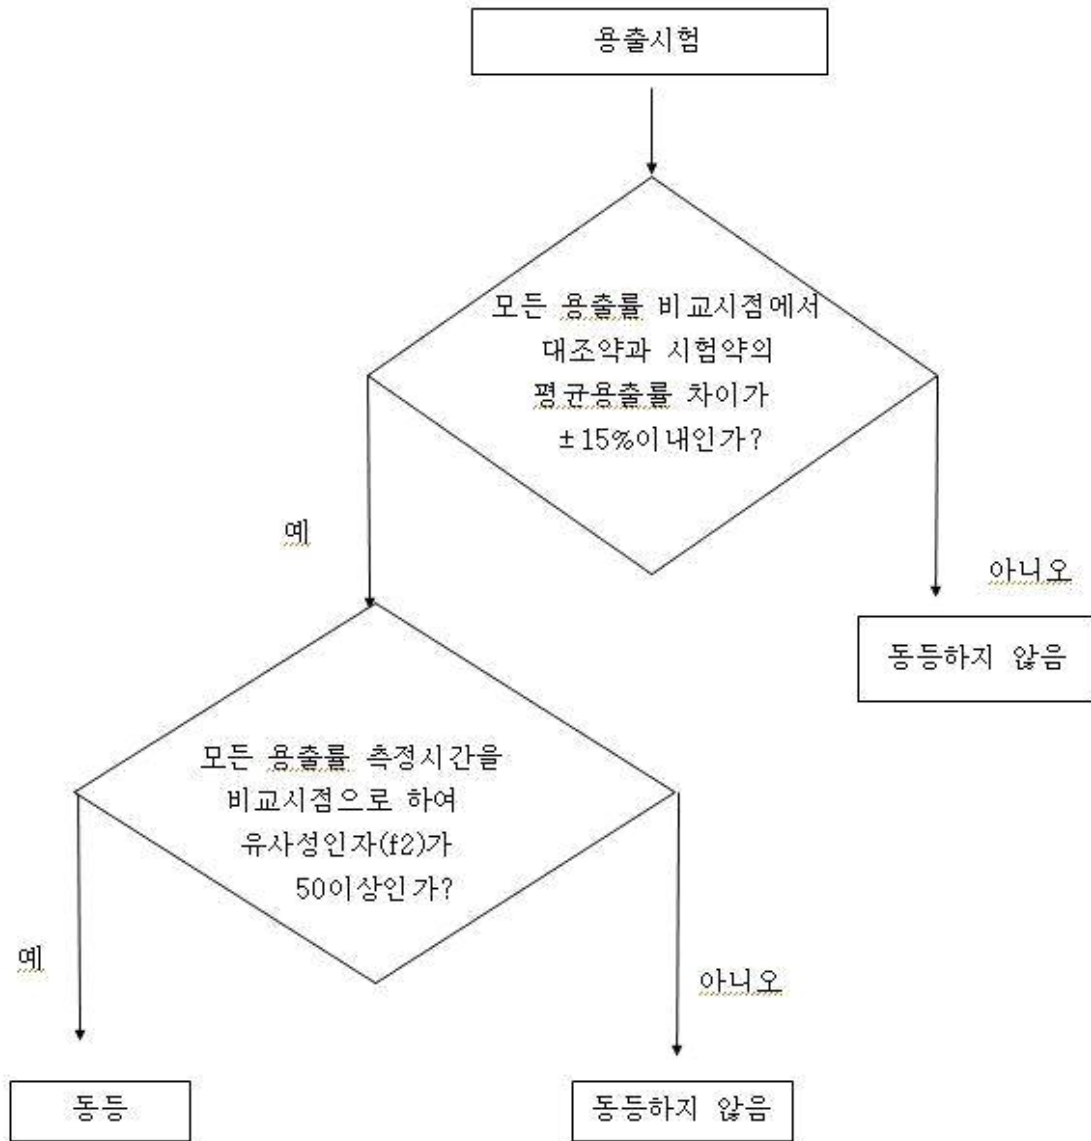 용출시험
모든 용출률 비교시점에서
대조약과 시험약의
평균용출률 차이가
±15%이내인가?
예
아니오
동등하지 않음
모든 용출률 측정시간을
비교시점으로 하여
유사성인자(f2)가
50이상인가?
예
아니오
동등
동등하지 않음